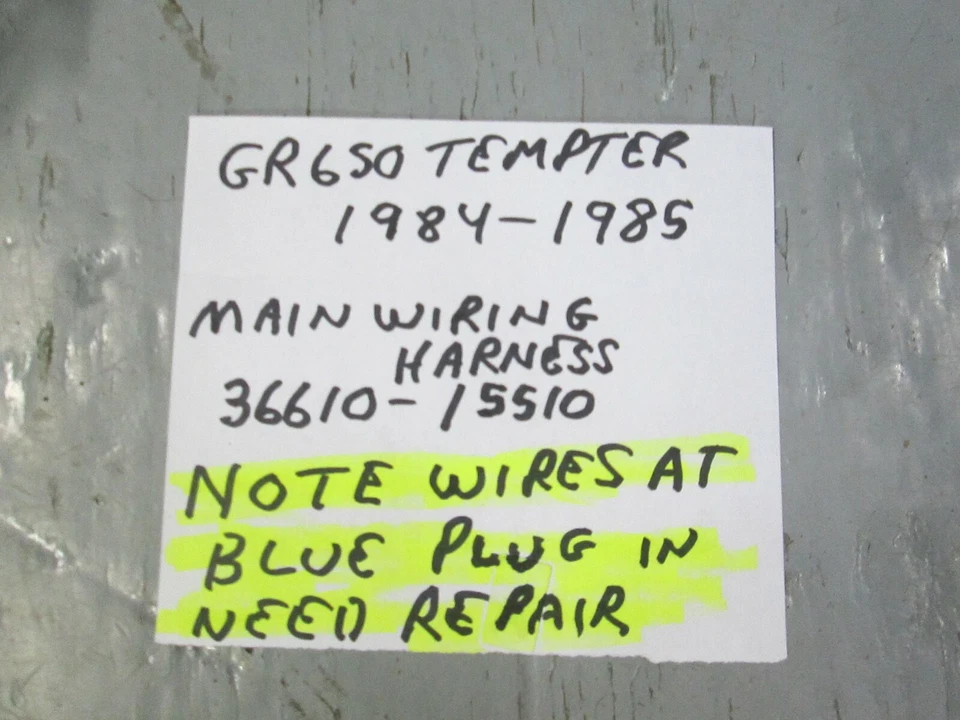 GR650 TEMPTER
1984-1985
MAIN WIRING
HARNESS
36610-15510
NOTE WIRES AT
BLUE PLUG IN
NEED REPAIR